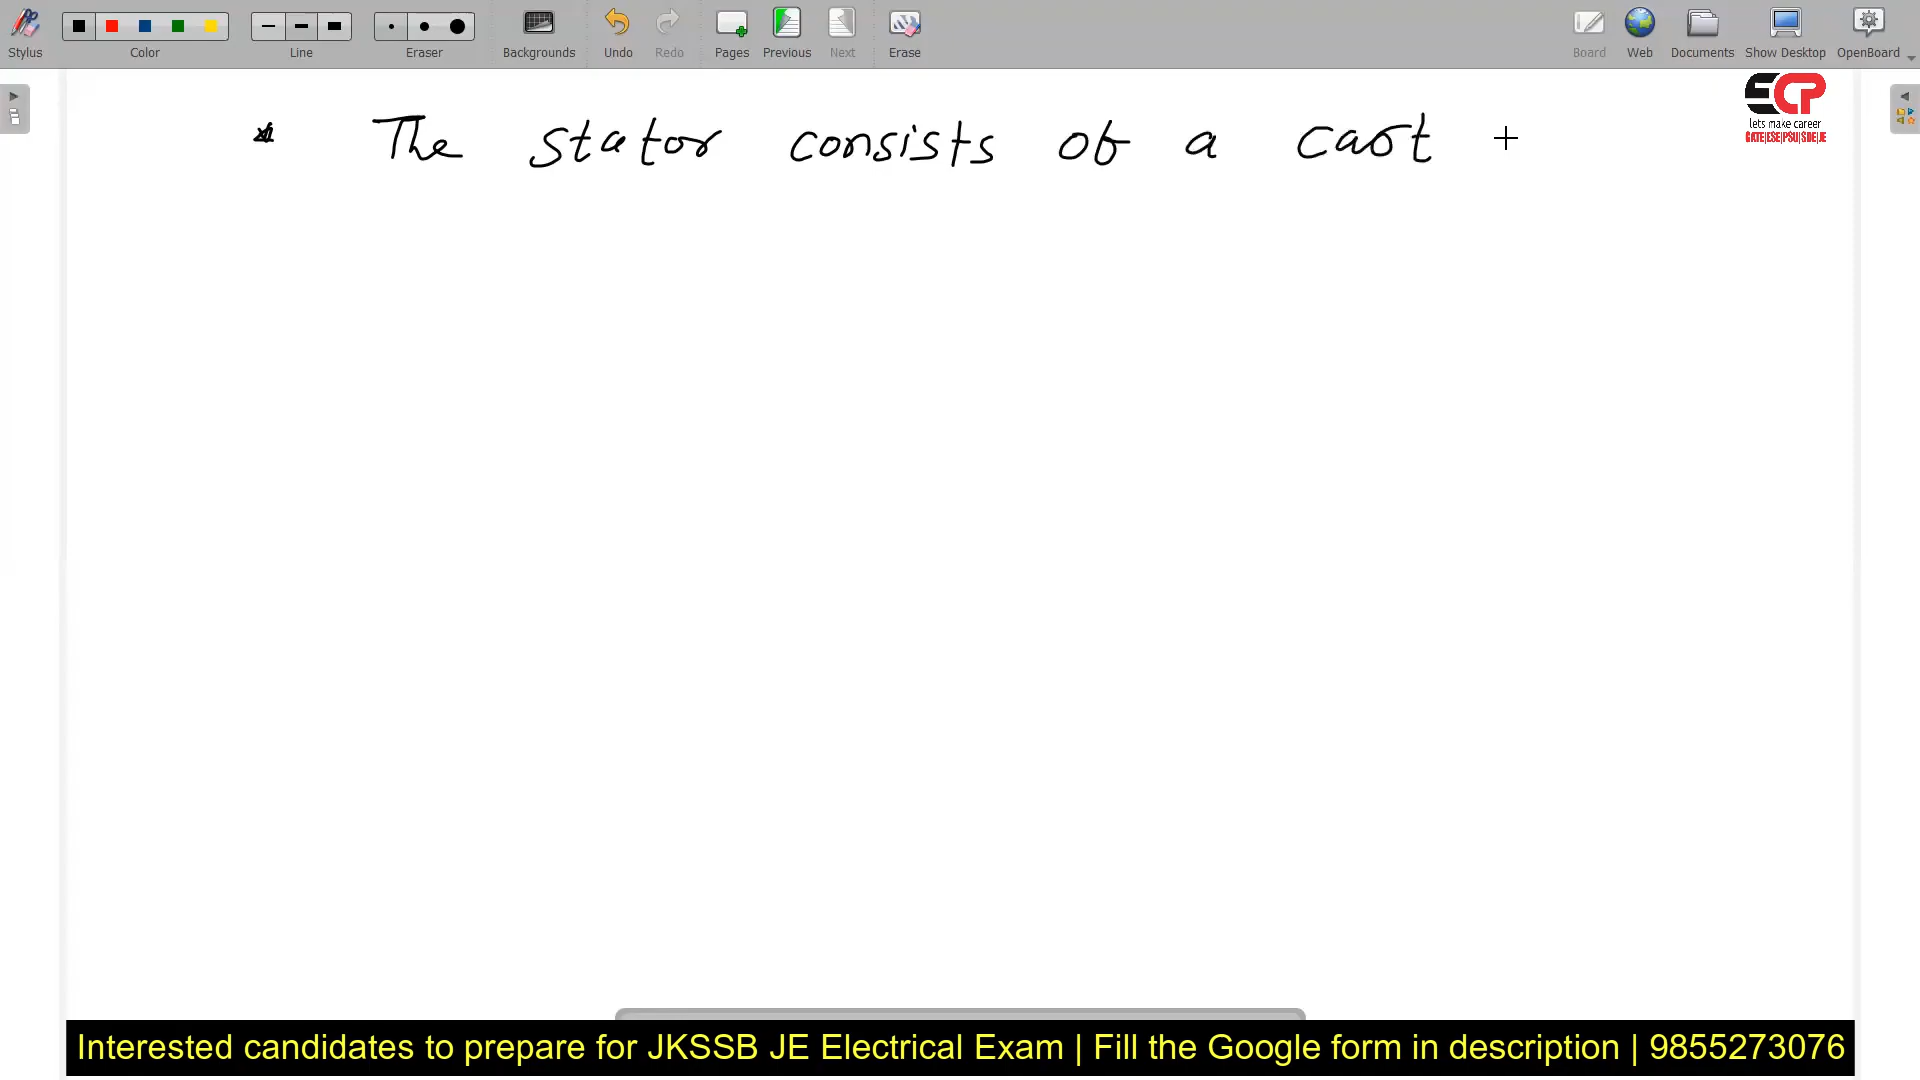 Stylus Color Line Eraser Backgrounds Undo Redo Pages Previous Next Erase Board Web Documents Show Desktop OpenBoard
ECP
lets make career
GATE|ESE|PSU|SDE|JE
* The stator consists of a cast
Interested candidates to prepare for JKSSB JE Electrical Exam | Fill the Google form in description | 9855273076